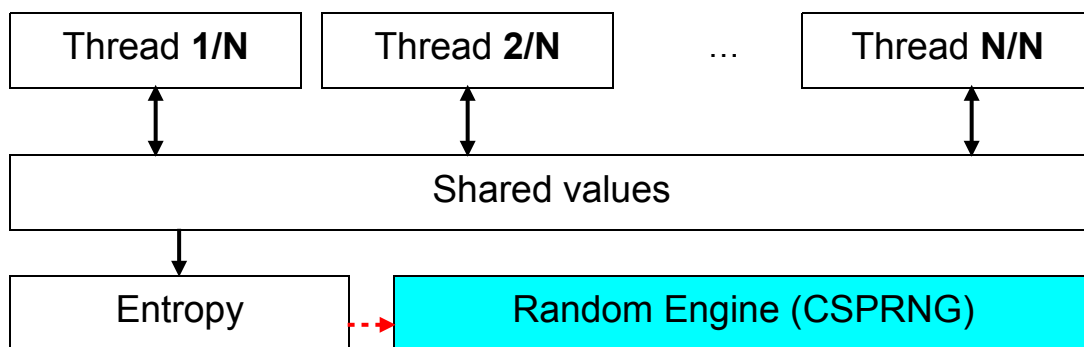 Thread 1/N
Thread 2/N
...
Thread N/N
Shared values
Entropy
Random Engine (CSPRNG)